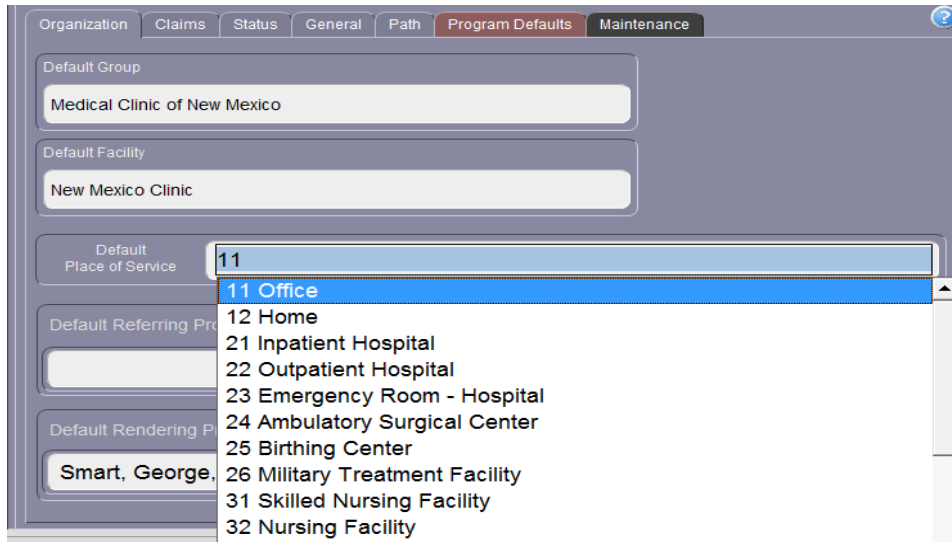 Organization Claims Status General Path Program Defaults Maintenance ?
Default Group
Medical Clinic of New Mexico
Default Facility
New Mexico Clinic
Default
Place of Service
11
11 Office
12 Home
21 Inpatient Hospital
22 Outpatient Hospital
23 Emergency Room - Hospital
24 Ambulatory Surgical Center
25 Birthing Center
26 Military Treatment Facility
31 Skilled Nursing Facility
32 Nursing Facility
Default Referring
Default Rendering
Smart, George,